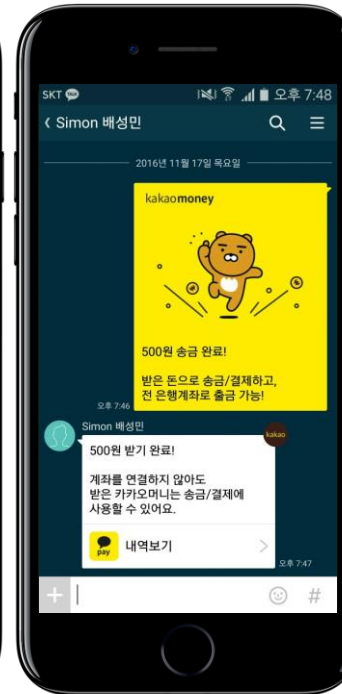 SKT 오후 7:48
Simon 배성민
2016년 11월 17일 목요일
kakaomoney
500원 송금 완료!
받은 돈으로 송금/결제하고,
전 은행계좌로 출금 가능!
오후 7:46
Simon 배성민
kakao
500원 받기 완료!
계좌를 연결하지 않아도
받은 카카오머니는 송금/결제에
사용할 수 있어요.
pay 내역보기
오후 7:47
#